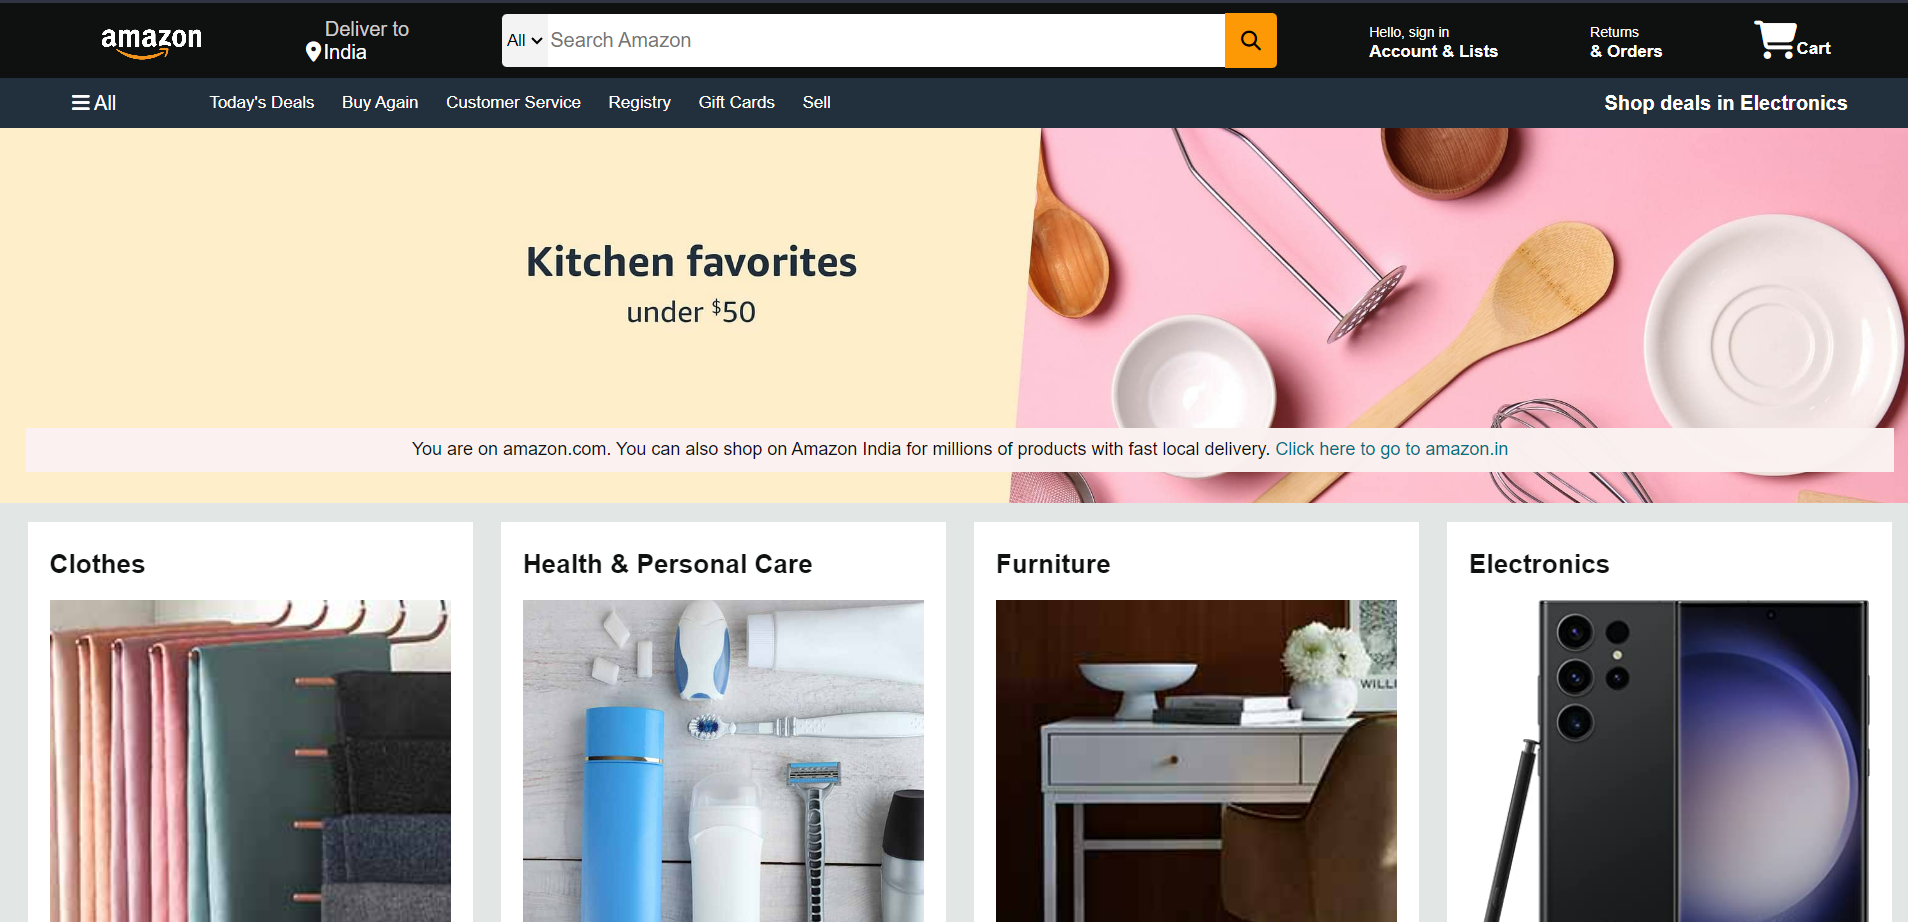 amazon
Deliver to
India
All
Search Amazon
Hello, sign in
Account & Lists
Returns
& Orders
Cart
All
Today's Deals
Buy Again
Customer Service
Registry
Gift Cards
Sell
Shop deals in Electronics
Kitchen favorites
under $50
You are on amazon.com. You can also shop on Amazon India for millions of products with fast local delivery. Click here to go to amazon.in
Clothes
Health & Personal Care
Furniture
Electronics
WILLI